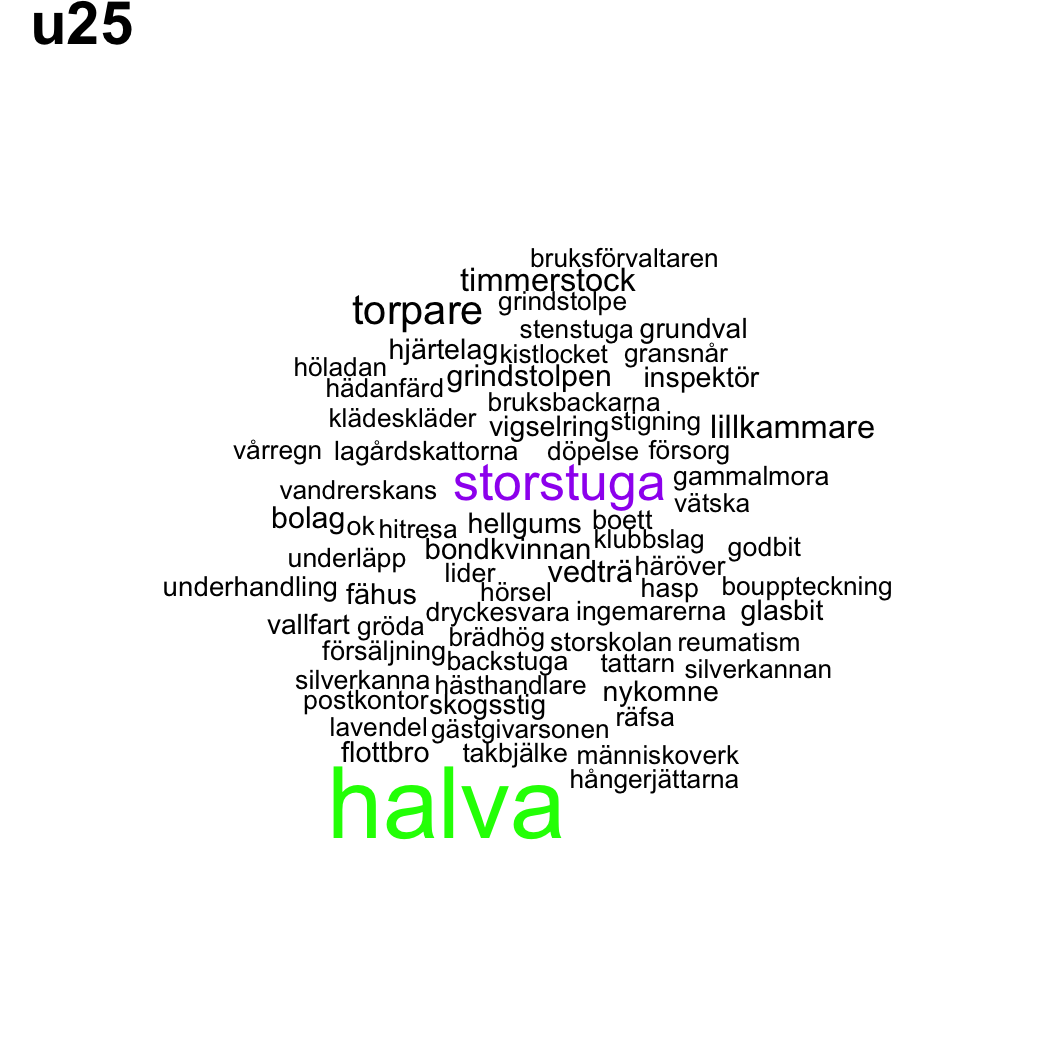 u25
bruksförvaltaren
timmerstock
torpare grindstolpe
stenstuga grundval
hjärtelag kistlocket gransnår
höladan grindstolpen inspektör
hädanfärd
bruksbackarna
klädeskläder vigselring stigning lillkammare
vårregn lagårdskattorna döpelse försorg
storstuga gammalmora
vandrerskans vätska
bolag ok hitresa hellgums boett
klubbslag
underläpp bondkvinnan godbit
lider vedträ häröver
underhandling fähus hörsel hasp bouppteckning
dryckesvara ingemarerna glasbit
vallfart gröda
brädhög storskolan reumatism
försäljning backstuga tattarn silverkannan
silverkanna hästhandlare nykomne
postkontor skogsstig räfsa
lavendel gästgivarsonen
flottbro takbjälke människoverk
halva hångerjättarna